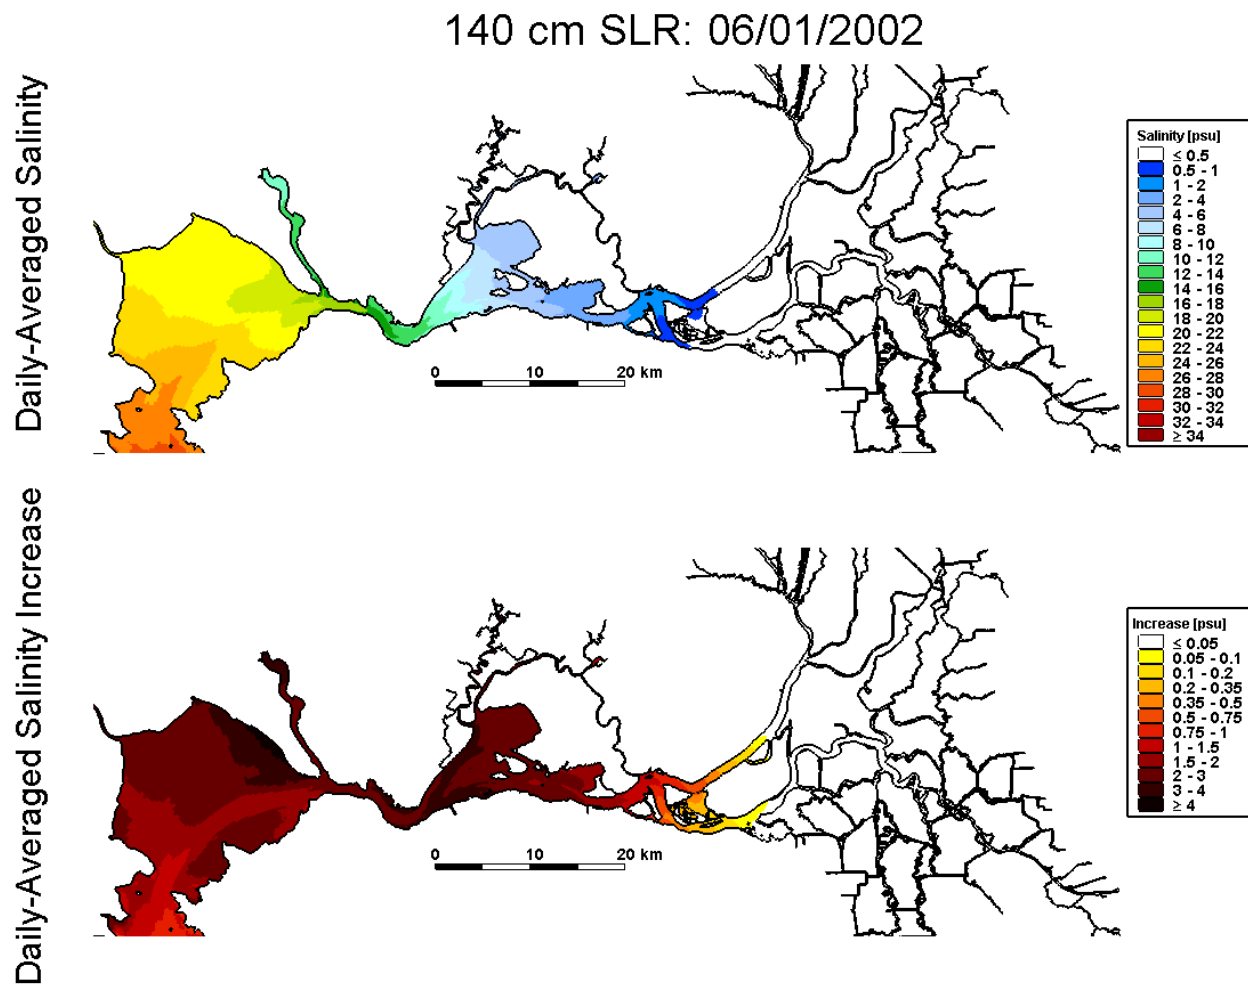 140 cm SLR: 06/01/2002
Daily-Averaged Salinity
Salinity [psu]
≤ 0.5
0.5 - 1
1 - 2
2 - 4
4 - 6
6 - 8
8 - 10
10 - 12
12 - 14
14 - 16
16 - 18
18 - 20
20 - 22
22 - 24
24 - 26
26 - 28
28 - 30
30 - 32
32 - 34
≥ 34
0 10 20 km
Daily-Averaged Salinity Increase
Increase [psu]
≤ 0.05
0.05 - 0.1
0.1 - 0.2
0.2 - 0.35
0.35 - 0.5
0.5 - 0.75
0.75 - 1
1 - 1.5
1.5 - 2
2 - 3
3 - 4
≥ 4
0 10 20 km